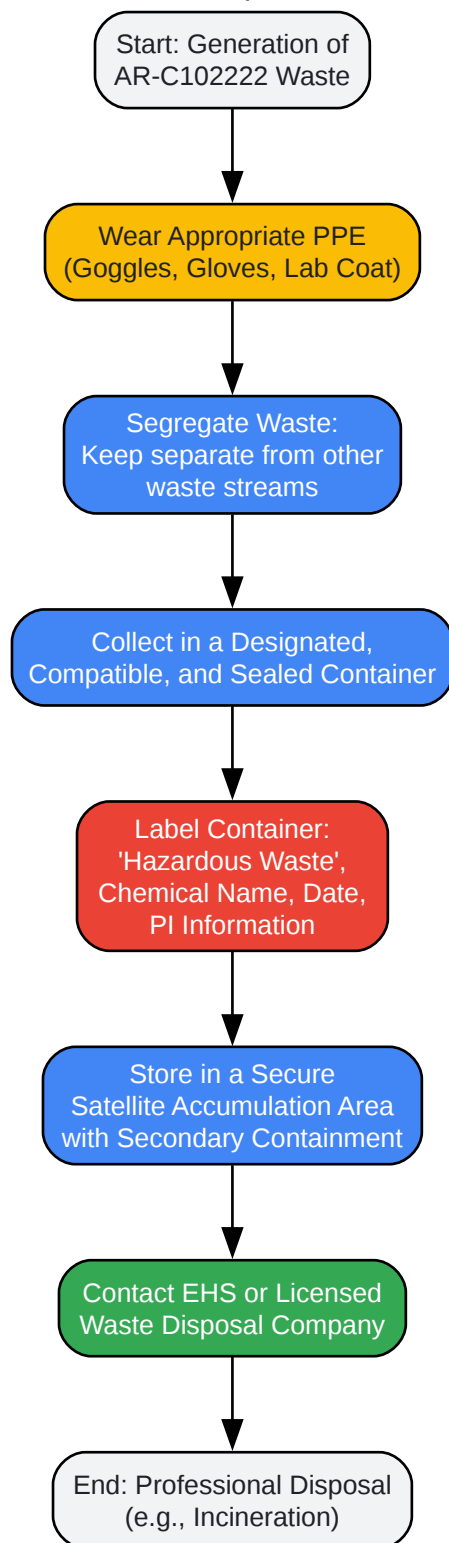 Start: Generation of
AR-C102222 Waste
Wear Appropriate PPE
(Goggles, Gloves, Lab Coat)
Segregate Waste:
Keep separate from other
waste streams
Collect in a Designated,
Compatible, and Sealed Container
Label Container:
'Hazardous Waste',
Chemical Name, Date,
PI Information
Store in a Secure
Satellite Accumulation Area
with Secondary Containment
Contact EHS or Licensed
Waste Disposal Company
End: Professional Disposal
(e.g., Incineration)